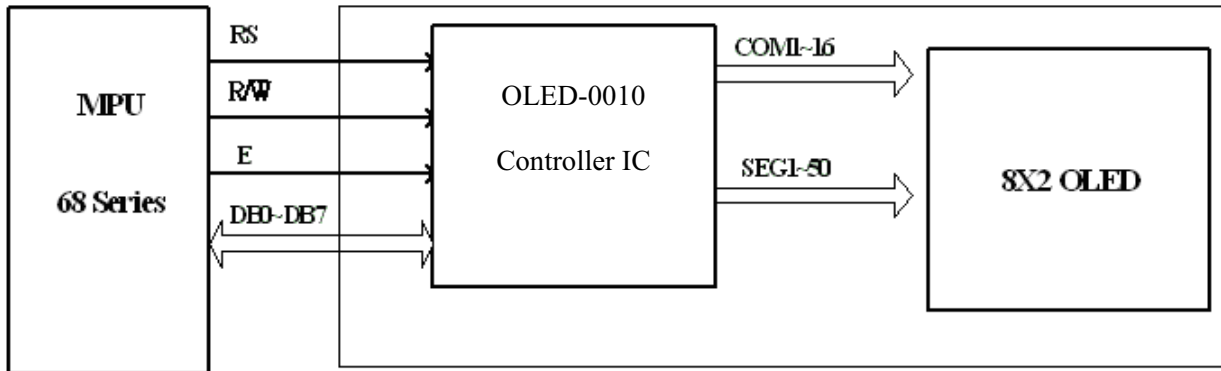 MPU
68 Series
RS
R/W
E
DB0~DB7
OLED-0010
Controller IC
COM1~16
SEG1~50
8X2 OLED